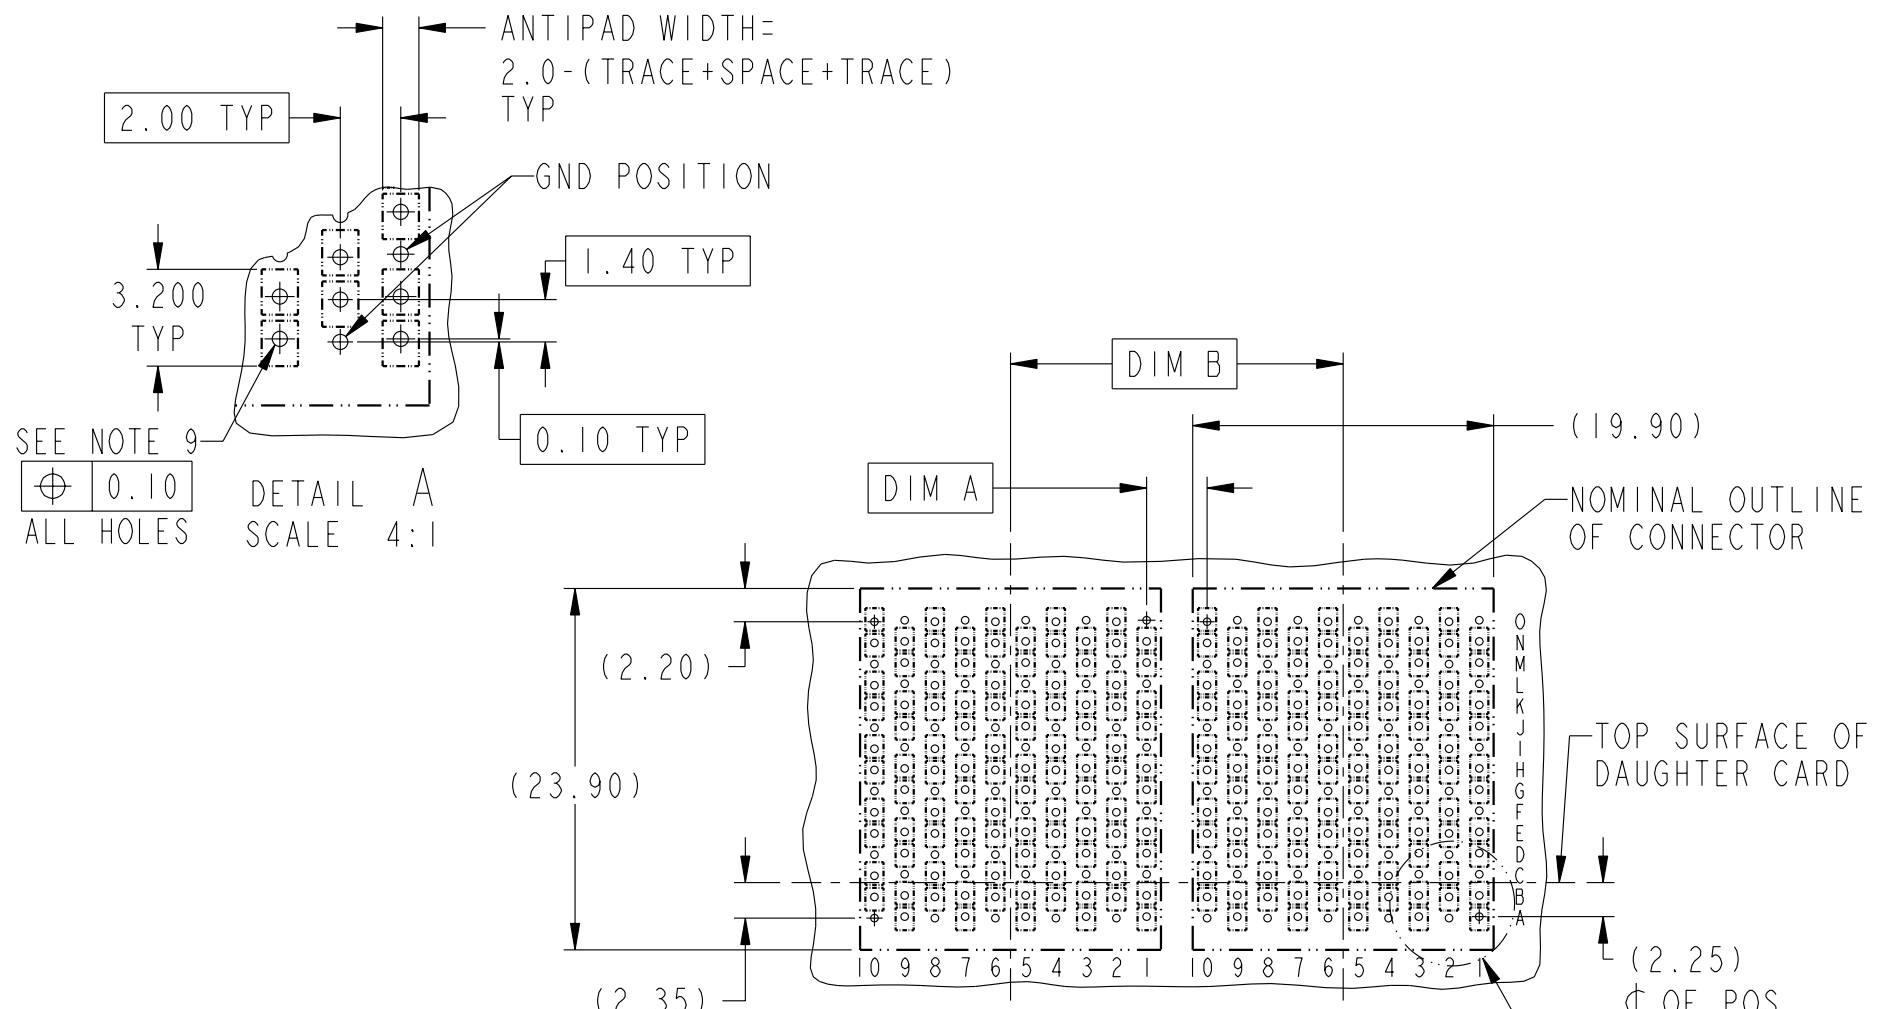 ANTIPAD WIDTH=
2.0-(TRACE+SPACE+TRACE)
TYP
2.00 TYP
GND POSITION
1.40 TYP
3.200
TYP
0.10 TYP
SEE NOTE 9
⌖ 0.10
ALL HOLES
DETAIL A
SCALE 4:1
DIM B
(19.90)
DIM A
NOMINAL OUTLINE
OF CONNECTOR
(2.20)
(23.90)
O
N
M
L
K
J
I
H
G
F
E
D
C
B
A
TOP SURFACE OF
DAUGHTER CARD
10 9 8 7 6 5 4 3 2 1 10 9 8 7 6 5 4 3 2 1
(2.25)
(2.35)
℄ OF POS